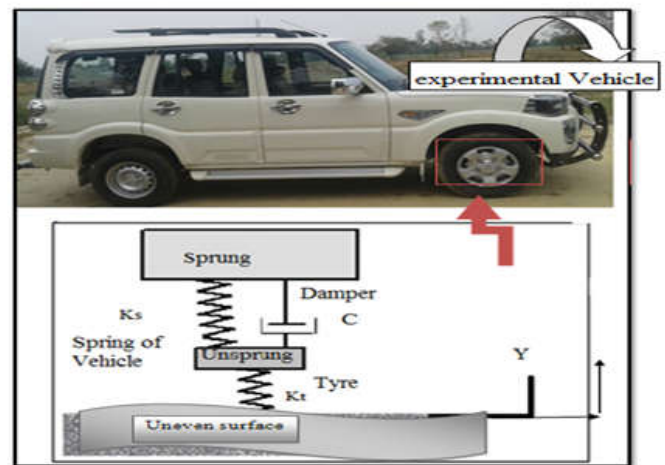 experimental Vehicle
Sprung
Damper
Ks
C
Spring of
Vehicle
Unsprung
Y
Tyre
Kt
Uneven surface